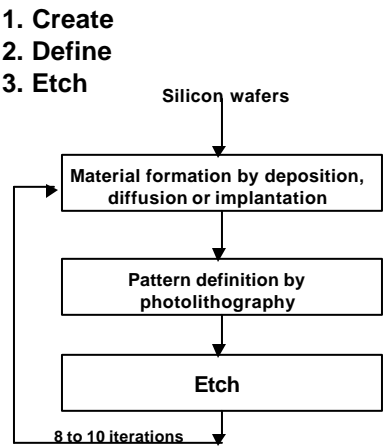 1. Create
2. Define
3. Etch
Silicon wafers
Material formation by deposition,
diffusion or implantation
Pattern definition by
photolithography
Etch
8 to 10 iterations